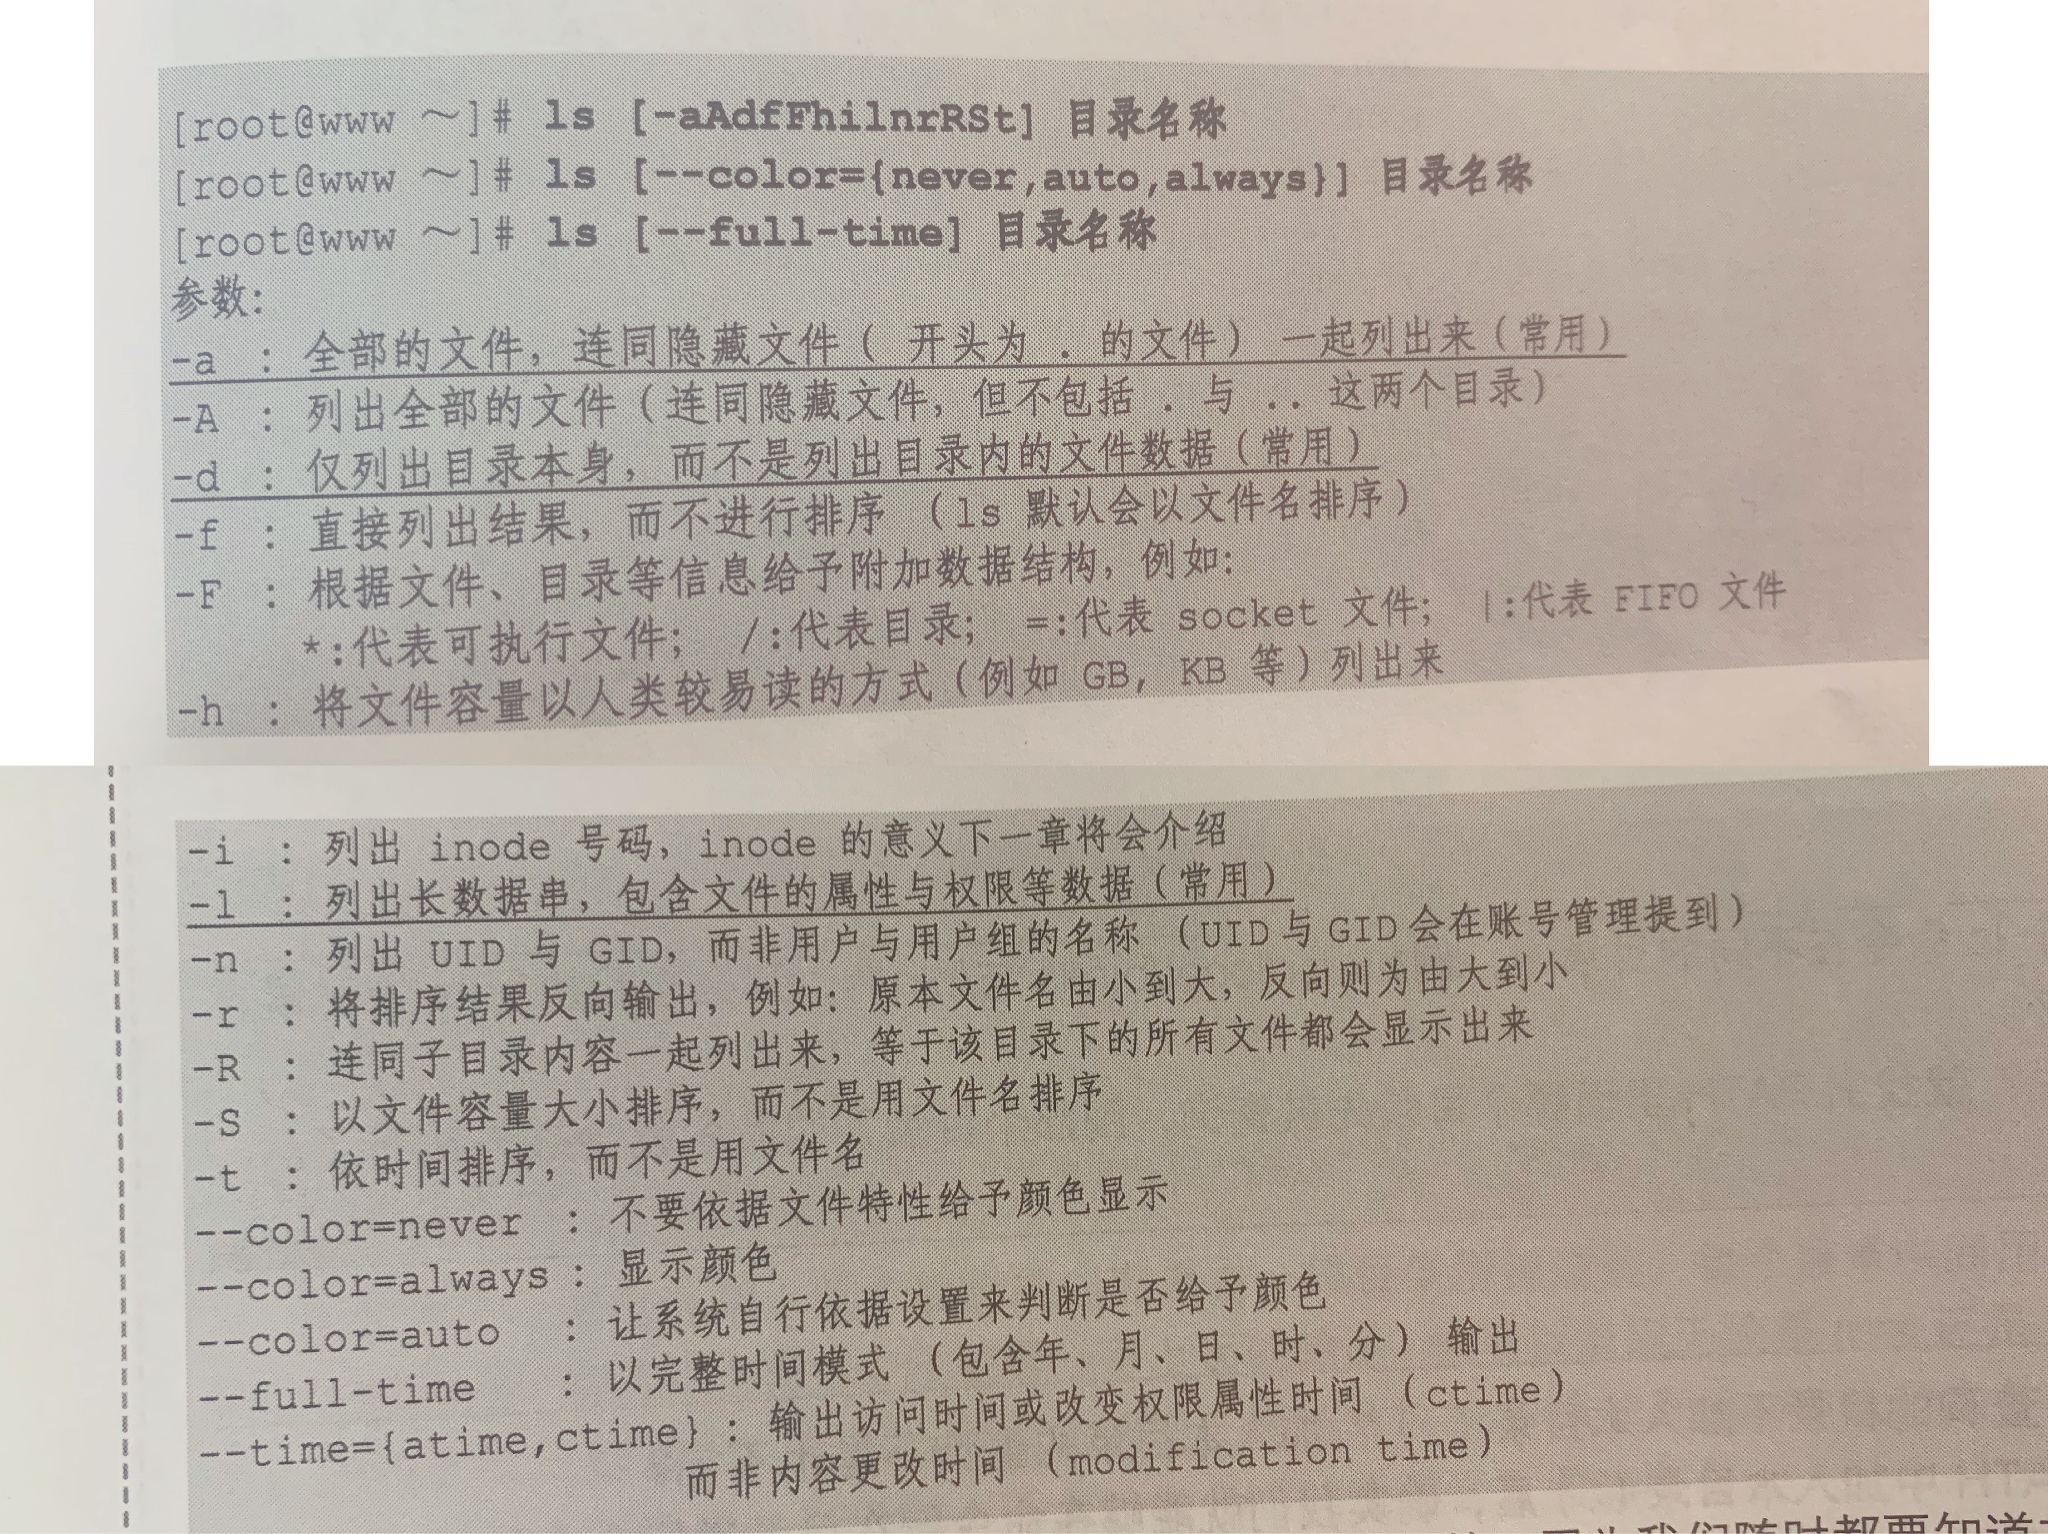 [root@www ~]# ls [-aAdfFhilnrRSt] 目录名称
[root@www ~]# ls [--color={never,auto,always}] 目录名称
[root@www ~]# ls [--full-time] 目录名称
参数:
-a : 全部的文件，连同隐藏文件( 开头为 . 的文件) 一起列出来(常用)
-A : 列出全部的文件(连同隐藏文件，但不包括 . 与 .. 这两个目录)
-d : 仅列出目录本身，而不是列出目录内的文件数据(常用)
-f : 直接列出结果，而不进行排序 (ls 默认会以文件名排序)
-F : 根据文件、目录等信息给予附加数据结构，例如:
*:代表可执行文件; /:代表目录; =:代表 socket 文件; |:代表 FIFO 文件
-h : 将文件容量以人类较易读的方式(例如 GB, KB 等)列出来
-i : 列出 inode 号码，inode 的意义下一章将会介绍
-l : 列出长数据串，包含文件的属性与权限等数据(常用)
-n : 列出 UID 与 GID，而非用户与用户组的名称 (UID与GID会在账号管理提到)
-r : 将排序结果反向输出，例如: 原本文件名由小到大，反向则为由大到小
-R : 连同子目录内容一起列出来，等于该目录下的所有文件都会显示出来
-S : 以文件容量大小排序，而不是用文件名排序
-t : 依时间排序，而不是用文件名
--color=never : 不要依据文件特性给予颜色显示
--color=always : 显示颜色
--color=auto : 让系统自行依据设置来判断是否给予颜色
--full-time : 以完整时间模式 (包含年、月、日、时、分) 输出
--time={atime,ctime} : 输出访问时间或改变权限属性时间 (ctime)
而非内容更改时间 (modification time)